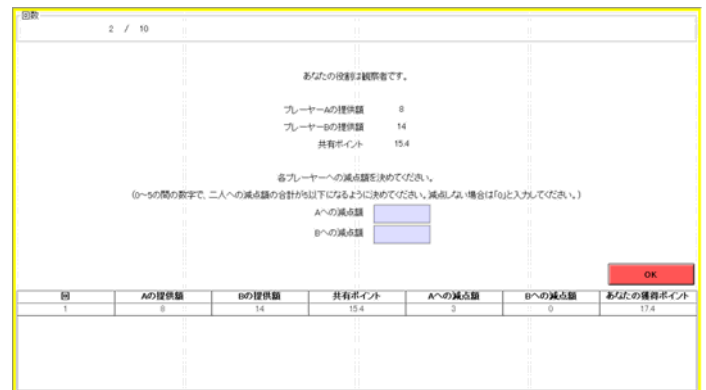 回数
2 / 10
あなたの役割は観察者です。
プレーヤーAの提供額 8
プレーヤーBの提供額 14
共有ポイント 15.4
各プレーヤーへの減点額を決めてください。
(0～5の間の数字で、二人への減点額の合計が5以下になるように決めてください。減点しない場合は「0」と入力してください。)
Aへの減点額
Bへの減点額
OK
回 Aの提供額 Bの提供額 共有ポイント Aへの減点額 Bへの減点額 あなたの獲得ポイント
1 8 14 15.4 0 17.4